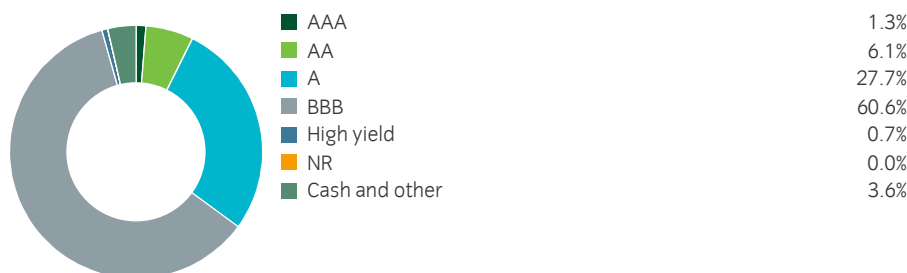 AAA 1.3%
AA 6.1%
A 27.7%
BBB 60.6%
High yield 0.7%
NR 0.0%
Cash and other 3.6%